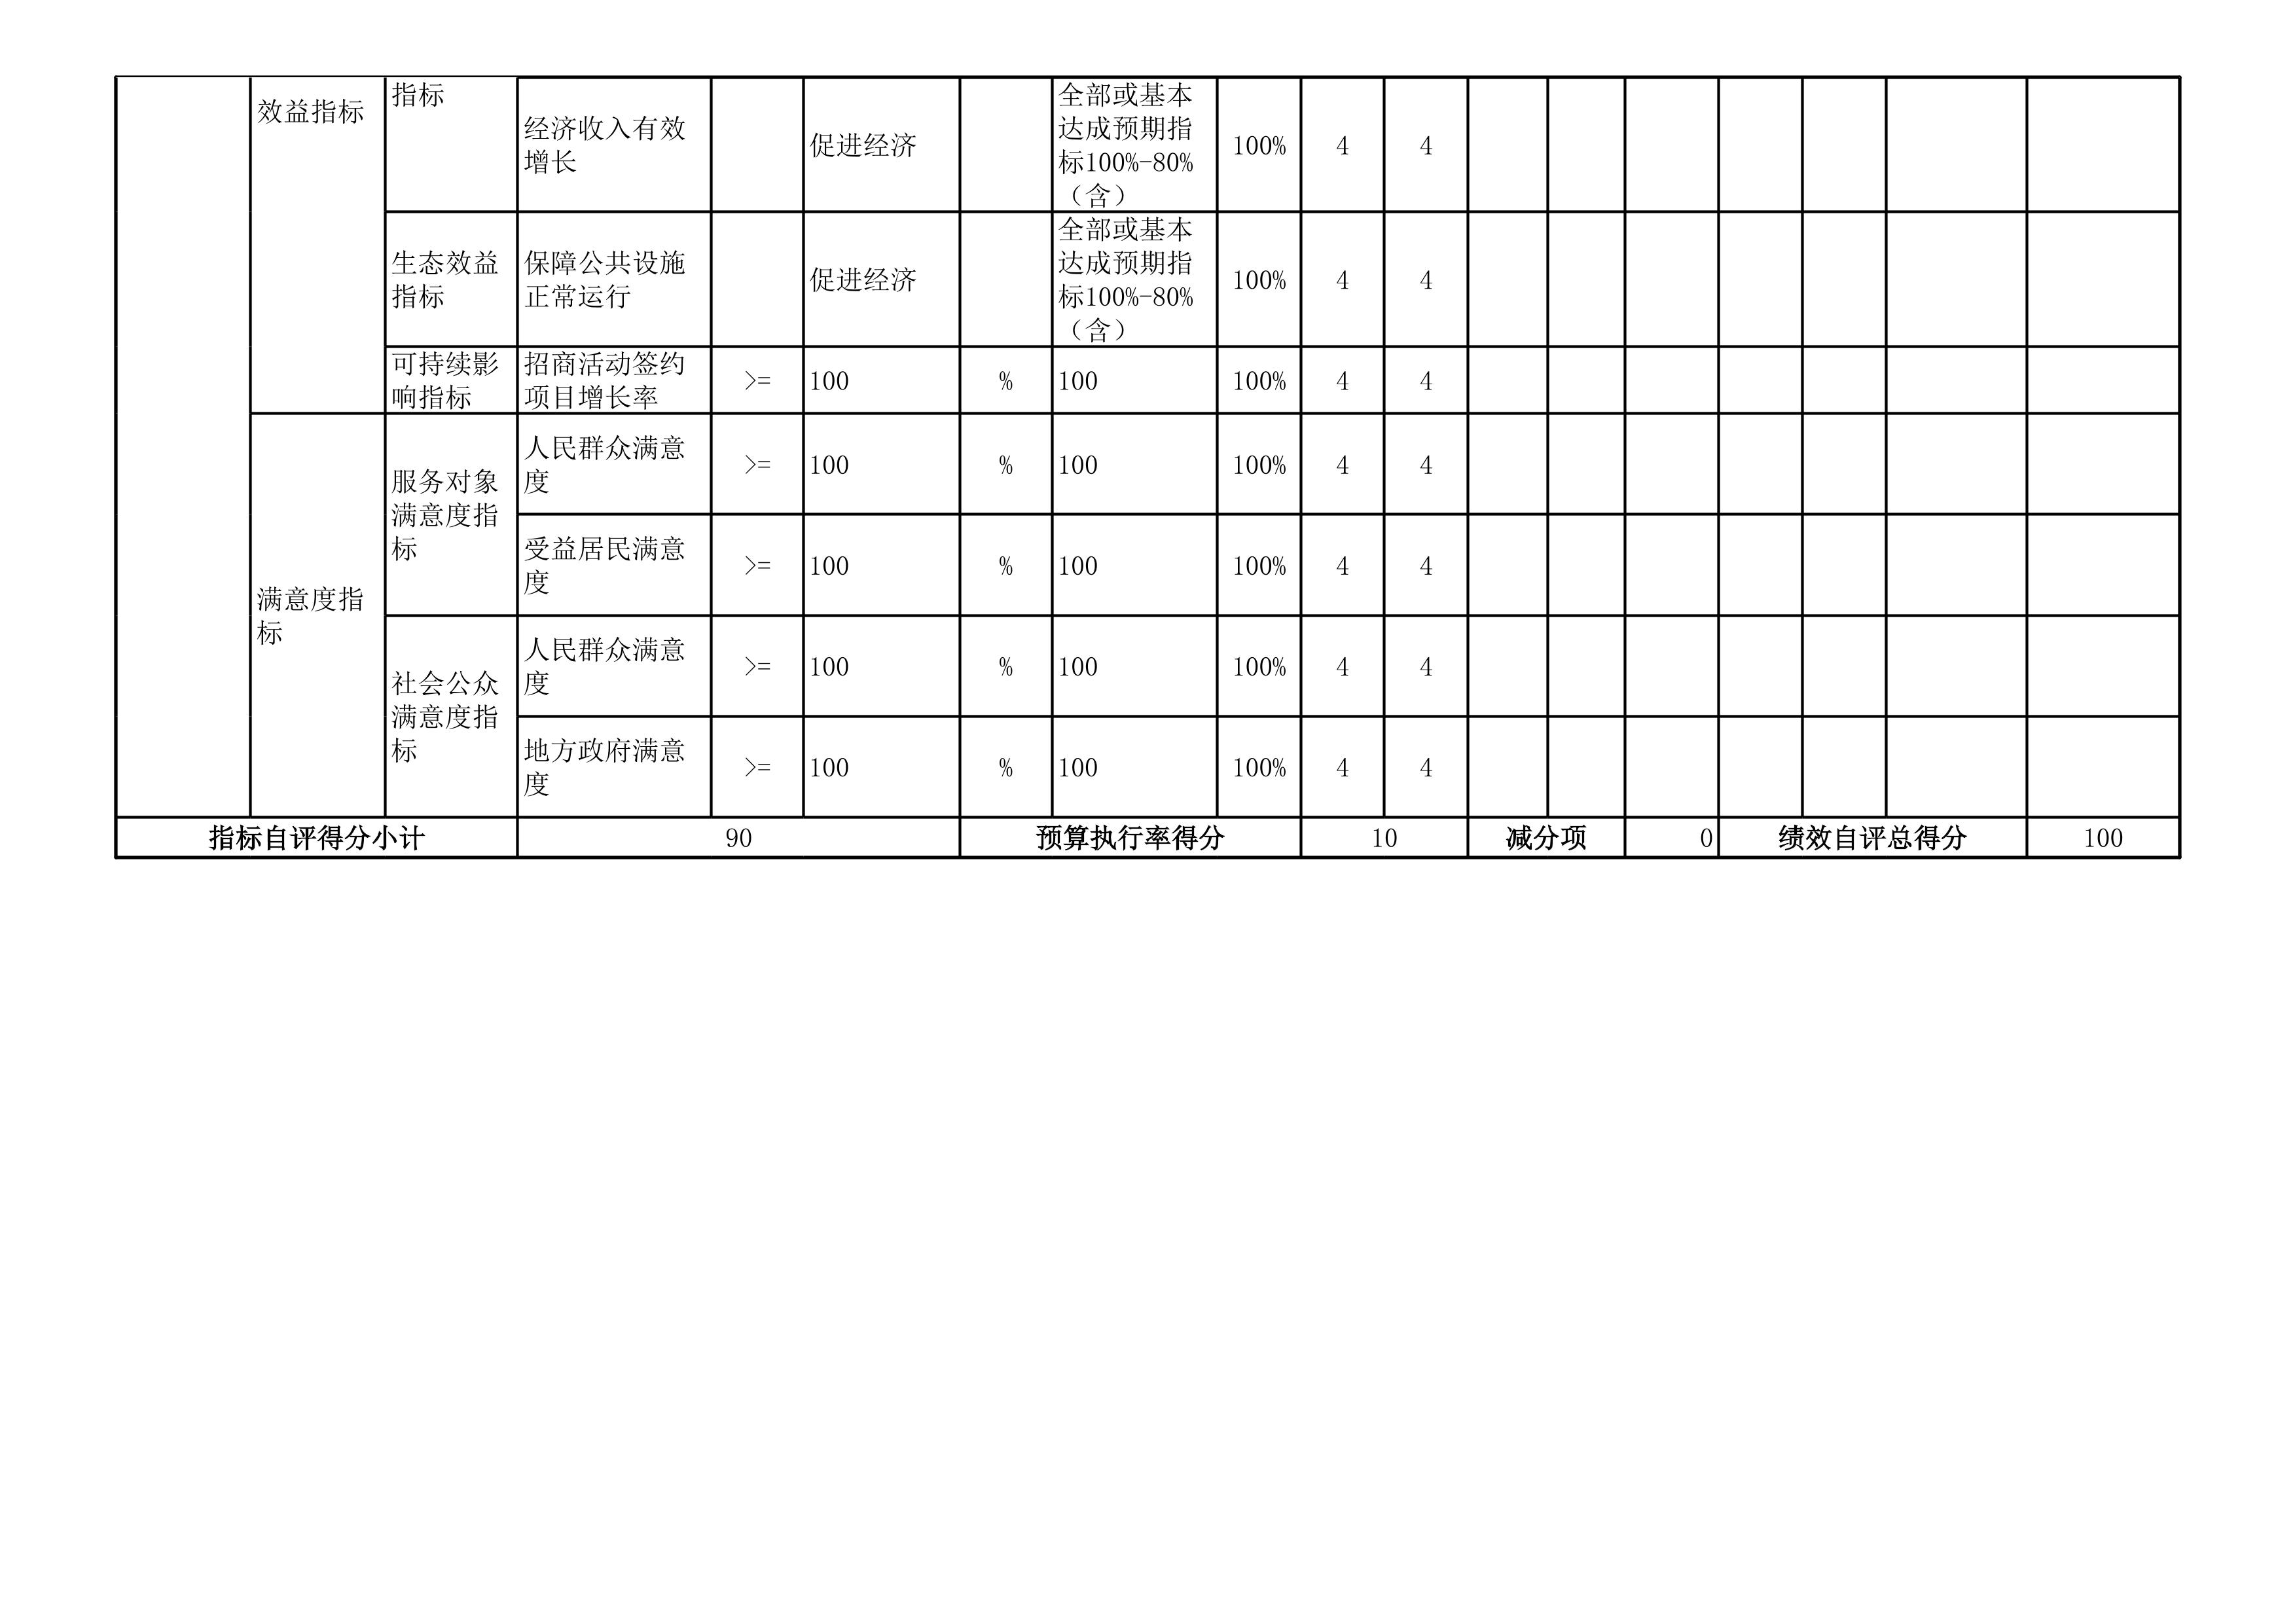 效益指标
指标
经济收入有效
增长
促进经济
全部或基本
达成预期指
标100%-80%
（含）
100%
4
4
生态效益
指标
保障公共设施
正常运行
促进经济
全部或基本
达成预期指
标100%-80%
（含）
100%
4
4
可持续影
响指标
招商活动签约
项目增长率
>=
100
%
100
100%
4
4
满意度指
标
服务对象
满意度指
标
人民群众满意
度
>=
100
%
100
100%
4
4
受益居民满意
度
>=
100
%
100
100%
4
4
社会公众
满意度指
标
人民群众满意
度
>=
100
%
100
100%
4
4
地方政府满意
度
>=
100
%
100
100%
4
4
指标自评得分小计
90
预算执行率得分
10
减分项
0
绩效自评总得分
100